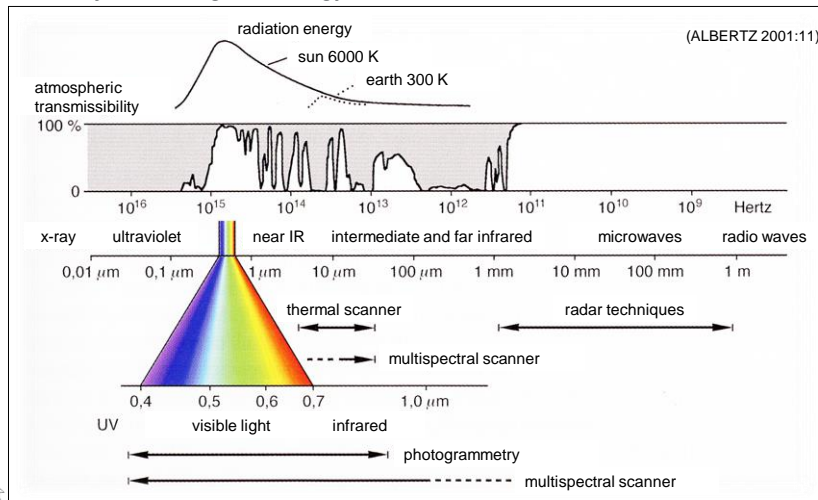 radiation energy
(ALBERTZ 2001:11)
sun 6000 K
earth 300 K
atmospheric
transmissibility
100 %
0
10¹⁶ 10¹⁵ 10¹⁴ 10¹³ 10¹² 10¹¹ 10¹⁰ 10⁹ Hertz
x-ray ultraviolet near IR intermediate and far infrared microwaves radio waves
0,01 μm 0,1 μm 1 μm 10 μm 100 μm 1 mm 10 mm 100 mm 1 m
thermal scanner radar techniques
multispectral scanner
0,4 0,5 0,6 0,7 1,0 μm
UV visible light infrared
photogrammetry
multispectral scanner